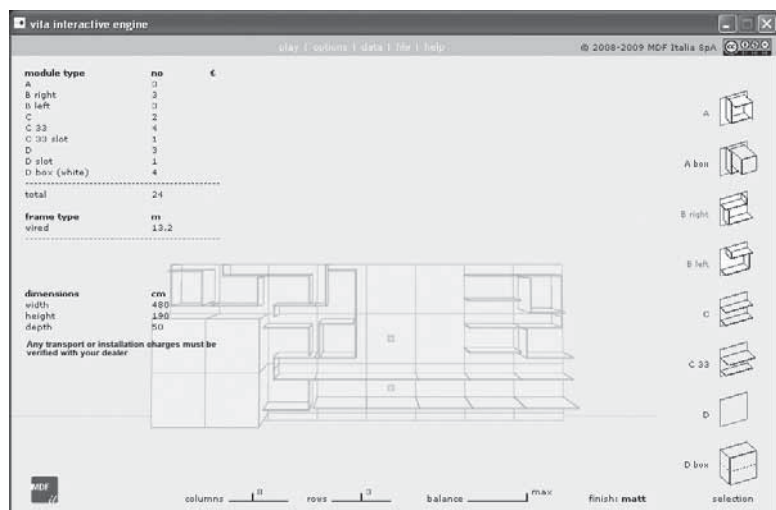 vita interactive engine
play | options | data | file | help
© 2008-2009 MDF Italia SpA
module type no €
A 3
B right 3
B left 3
C 2
C 33 4
C 33 slot 1
D 3
D slot 1
D box (white) 4
total 24
frame type m
wired 13.2
dimensions cm
width 480
height 190
depth 50
Any transport or installation charges must be
verified with your dealer
A
A box
B right
B left
C
C 33
D
D box
MDF
columns 8 rows 3 balance max finish: matt selection